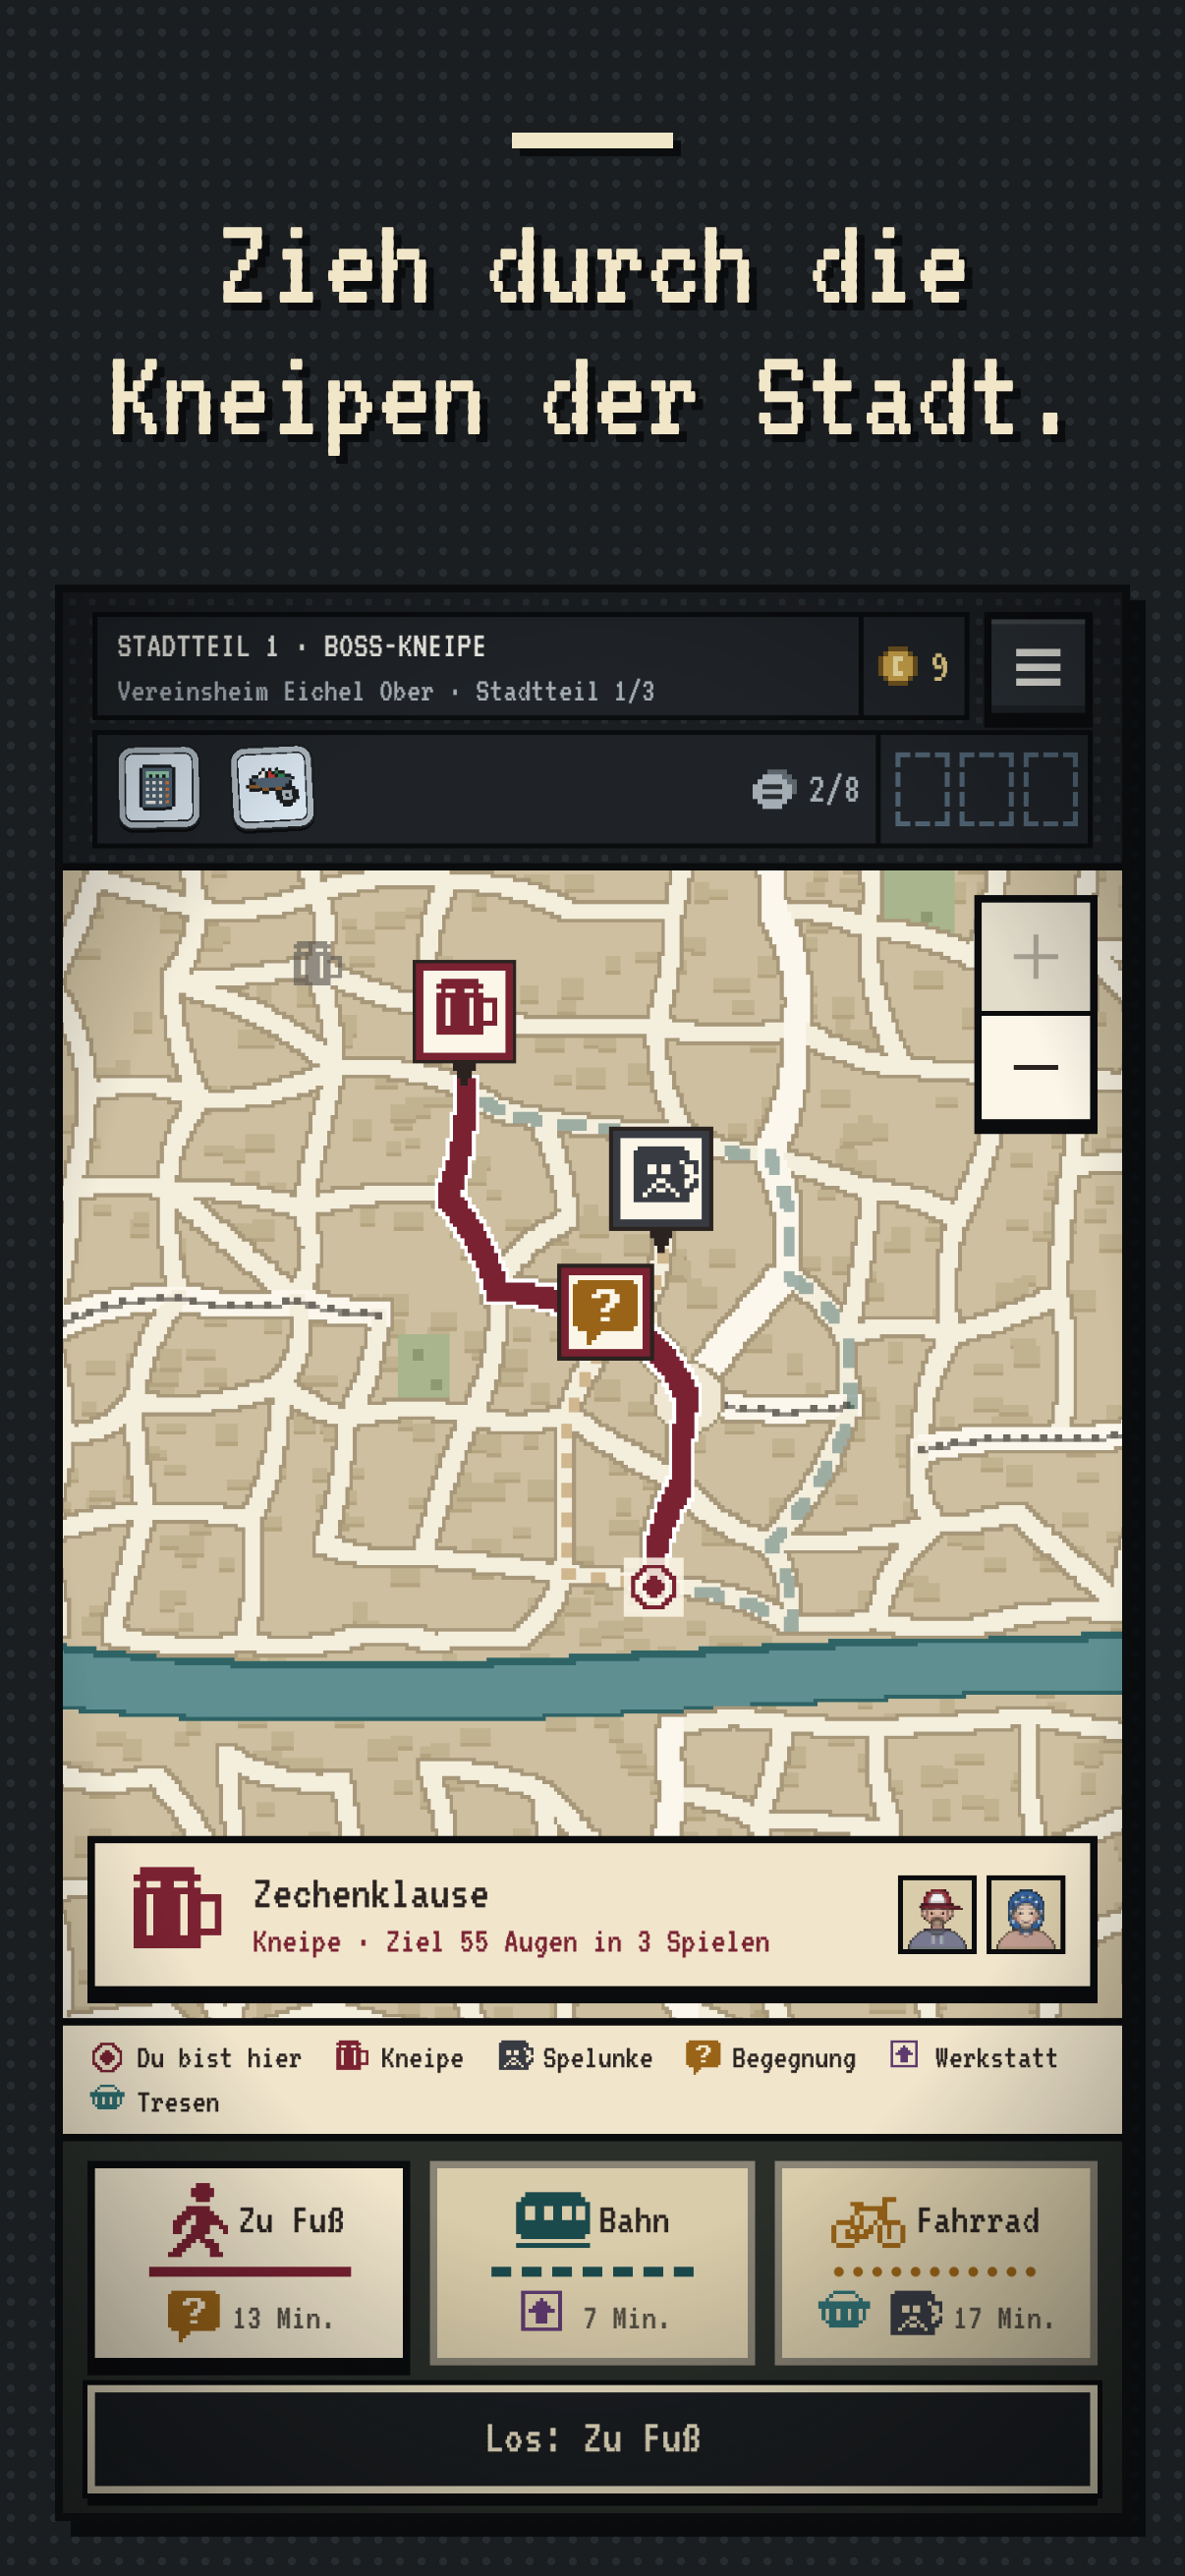 Zieh durch die
Kneipen der Stadt.
STADTTEIL 1 · BOSS-KNEIPE
Vereinsheim Eichel Ober · Stadtteil 1/3
9
2/8
Zechenklause
Kneipe · Ziel 55 Augen in 3 Spielen
Du bist hier Kneipe Spelunke Begegnung Werkstatt
Tresen
Zu Fuß Bahn Fahrrad
13 Min. 7 Min. 17 Min.
Los: Zu Fuß